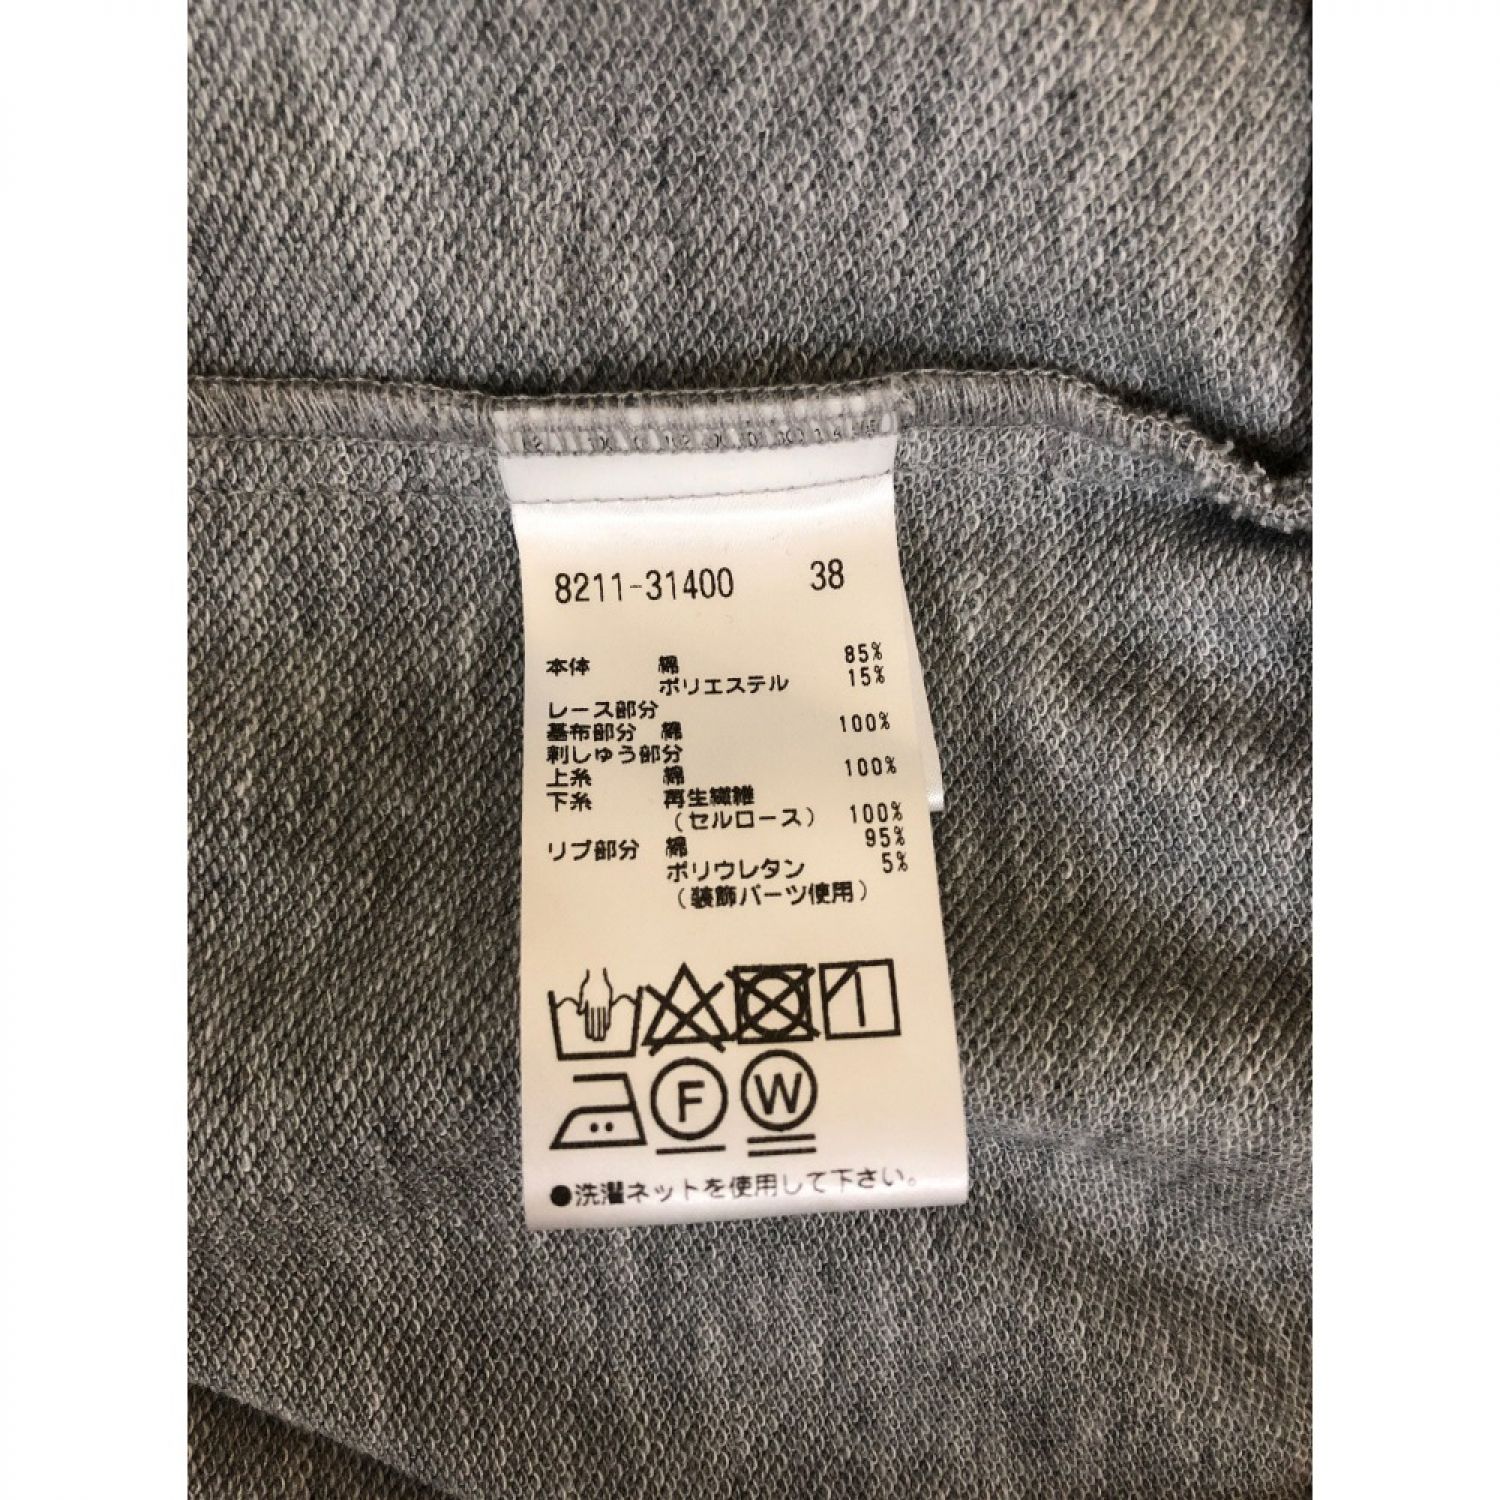 8211-31400 38
本体 綿 85%
ポリエステル 15%
レース部分
基布部分 綿 100%
刺しゅう部分
上糸 綿 100%
下糸 再生繊維
(セルロース) 100%
リブ部分 綿 95%
ポリウレタン 5%
(装飾パーツ使用)
F W
●洗濯ネットを使用して下さい。